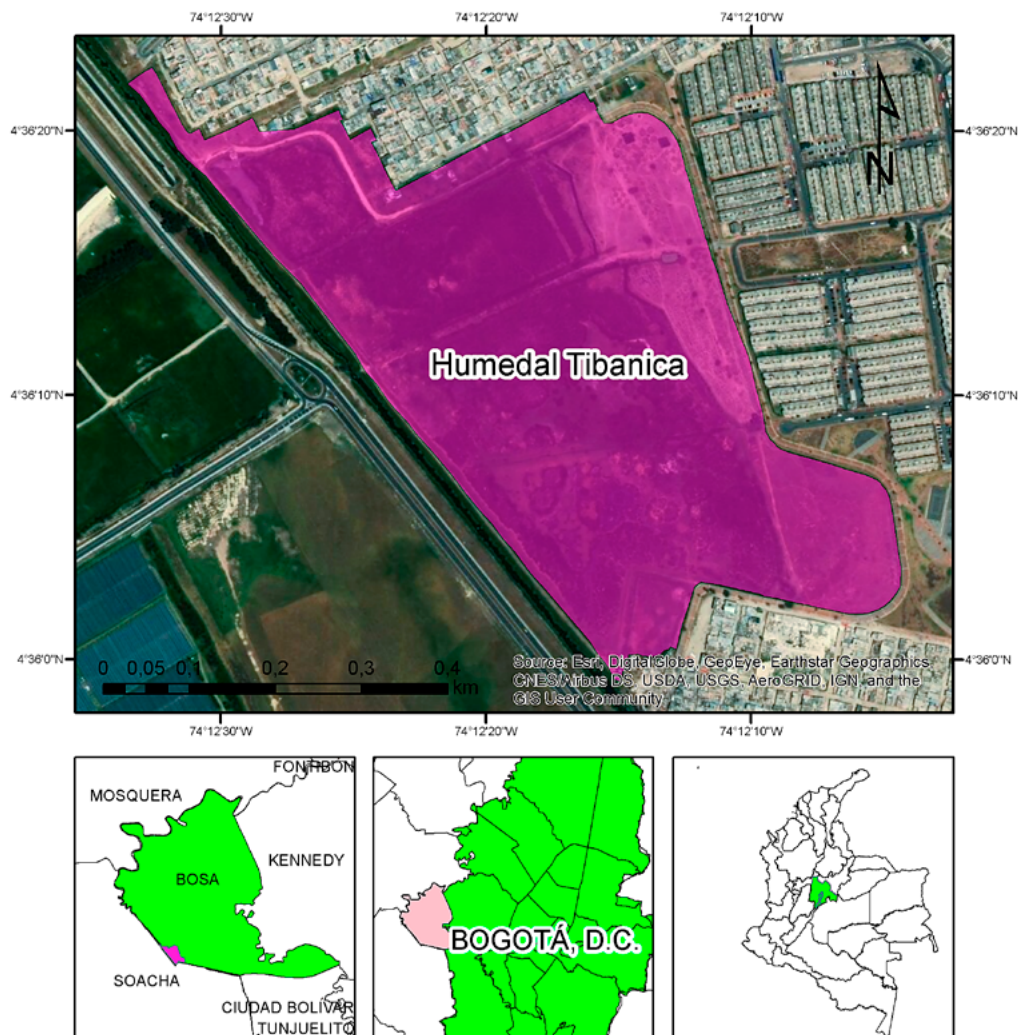 74°12'30"W 74°12'20"W 74°12'10"W
4°36'20"N 4°36'20"N
N
Humedal Tibanica
4°36'10"N 4°36'10"N
4°36'0"N 4°36'0"N
0 0,05 0,1 0,2 0,3 0,4
km
Source: Esri, DigitalGlobe, GeoEye, Earthstar Geographics,
CNES/Airbus DS, USDA, USGS, AeroGRID, IGN, and the
GIS User Community
74°12'30"W 74°12'20"W 74°12'10"W
FONTIBÓN
MOSQUERA
KENNEDY
BOSA
SOACHA
CIUDAD BOLÍVAR
TUNJUELITO
BOGOTÁ, D.C.